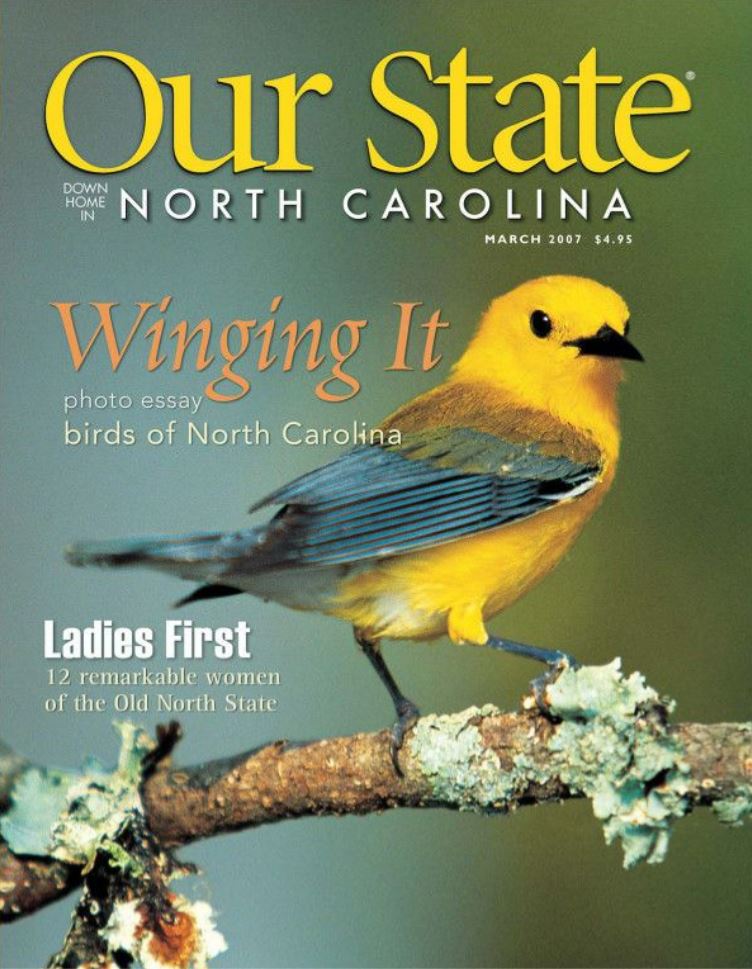 Our State®
DOWN
HOME
IN
NORTH CAROLINA
MARCH 2007 $4.95
Winging It
photo essay
birds of North Carolina
Ladies First
12 remarkable women
of the Old North State